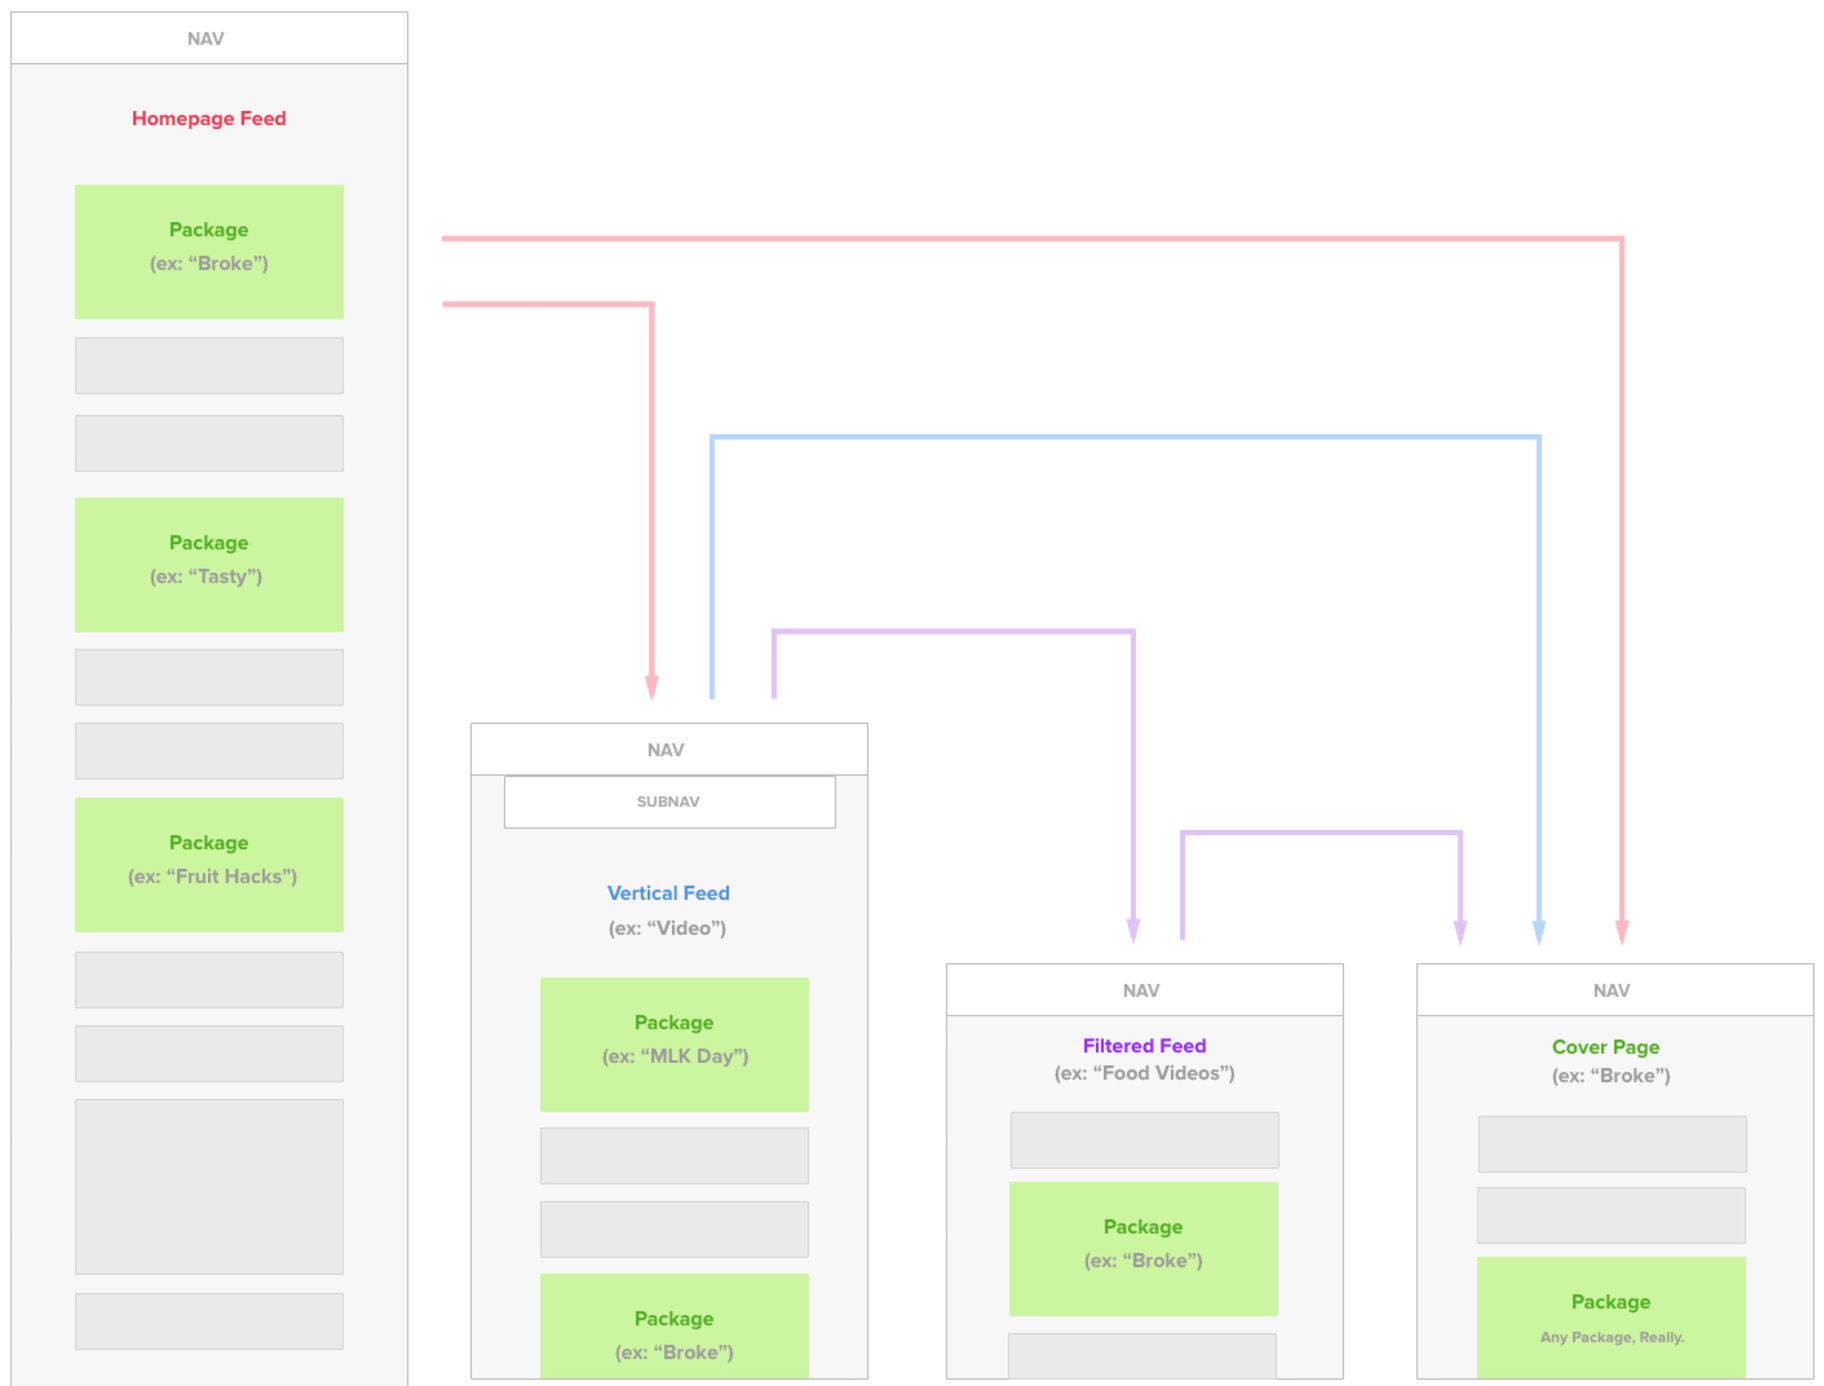 NAV
Homepage Feed
Package
(ex: “Broke”)
Package
(ex: “Tasty”)
Package
(ex: “Fruit Hacks”)
NAV
SUBNAV
Vertical Feed
(ex: “Video”)
Package
(ex: “MLK Day”)
Package
(ex: “Broke”)
NAV
Filtered Feed
(ex: “Food Videos”)
Package
(ex: “Broke”)
NAV
Cover Page
(ex: “Broke”)
Package
Any Package, Really.